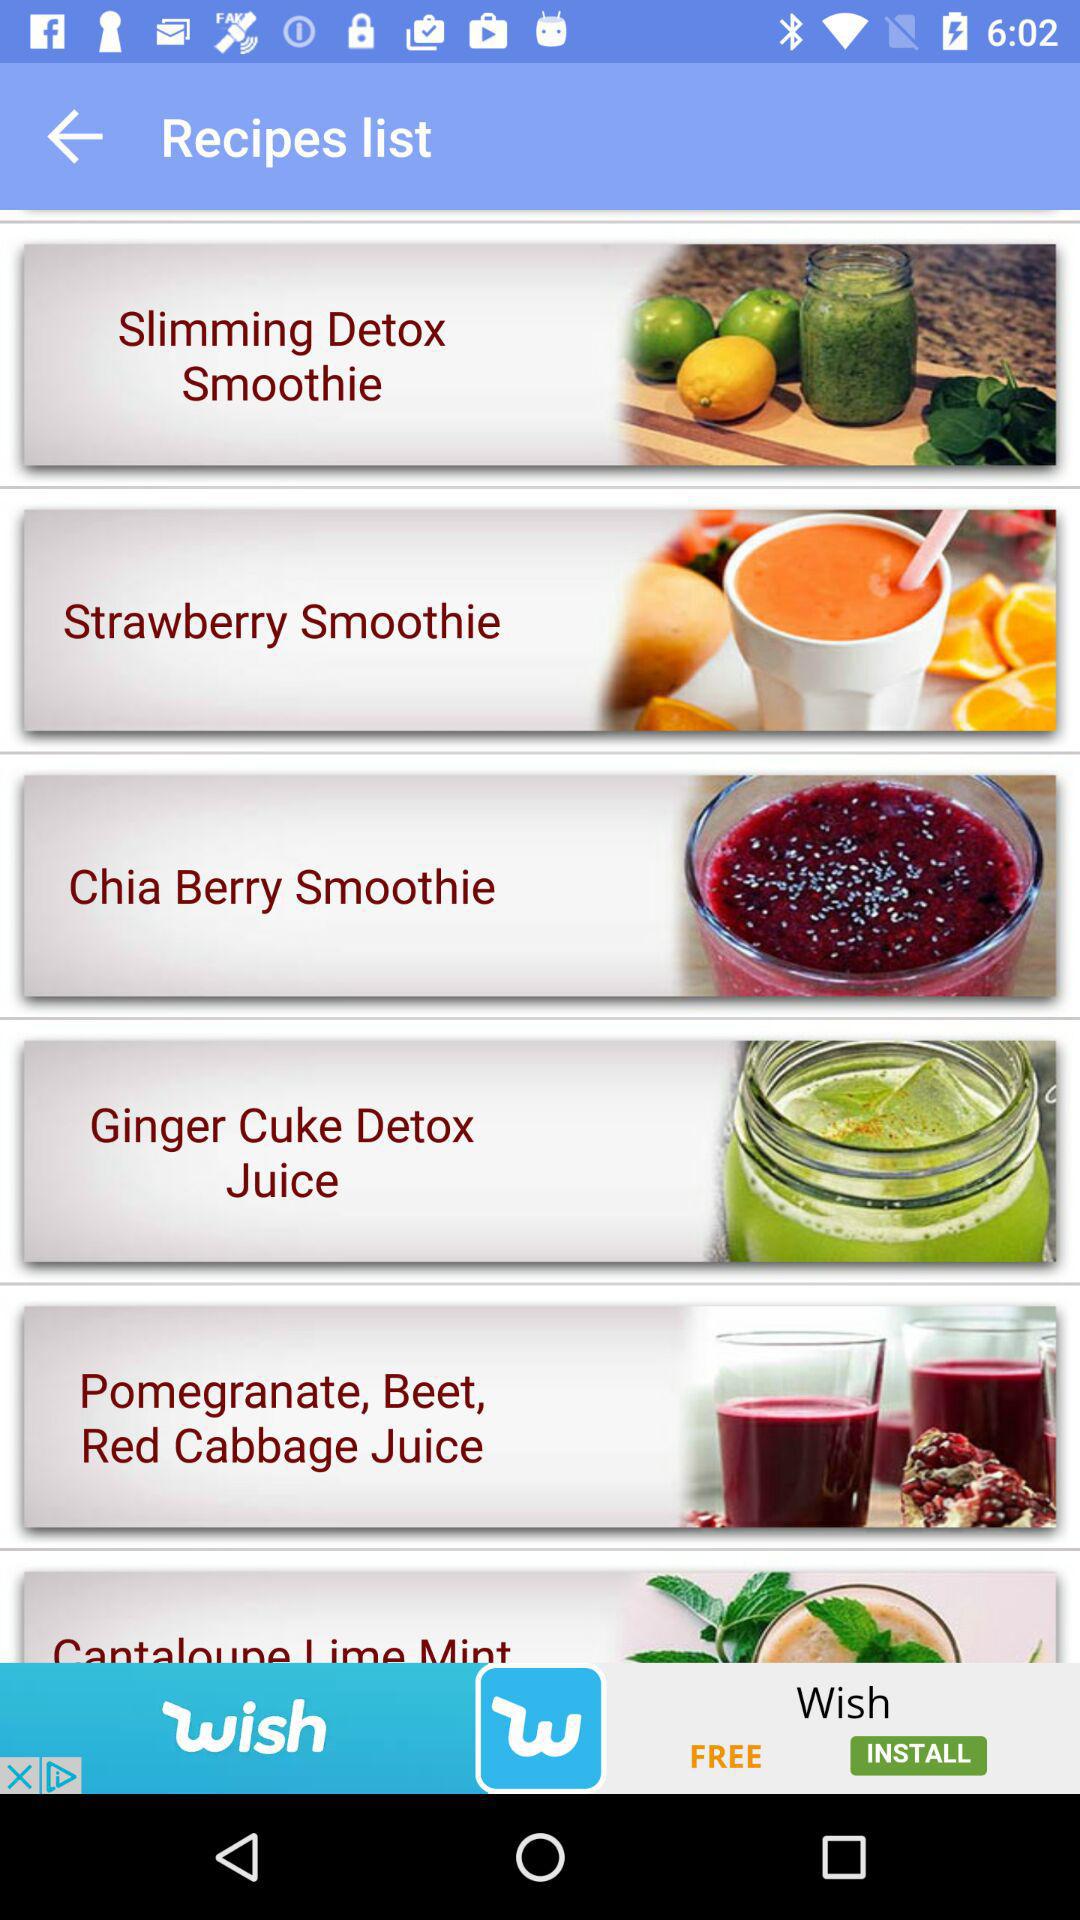 FAKE
6:02
Recipes list
Slimming Detox
Smoothie
Strawberry Smoothie
Chia Berry Smoothie
Ginger Cuke Detox
Juice
Pomegranate, Beet,
Red Cabbage Juice
Cantaloupe Lime Mint
wish
w
Wish
FREE
INSTALL